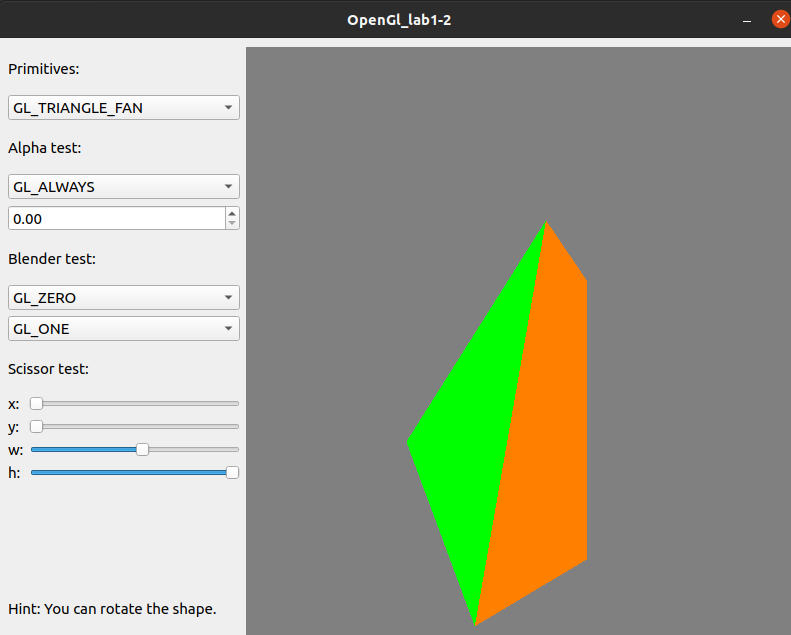 OpenGl_lab1-2
Primitives:
GL_TRIANGLE_FAN
Alpha test:
GL_ALWAYS
0.00
Blender test:
GL_ZERO
GL_ONE
Scissor test:
x:
y:
w:
h:
Hint: You can rotate the shape.